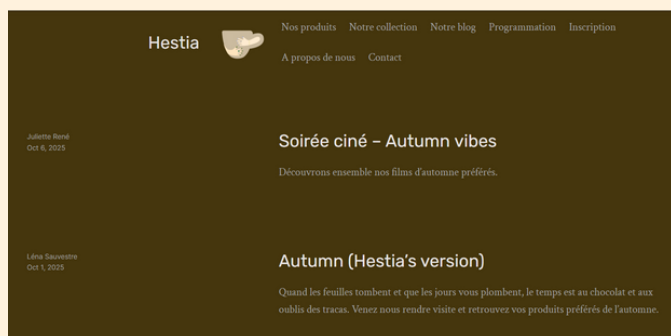 Hestia
Nos produits Notre collection Notre blog Programmation Inscription
A propos de nous Contact
Juliette René
Oct 6, 2025
Soirée ciné – Autumn vibes
Découvrons ensemble nos films d'automne préférés.
Léna Sauvestre
Oct 1, 2025
Autumn (Hestia's version)
Quand les feuilles tombent et que les jours vous plombent, le temps est au chocolat et aux
oublis des tracas. Venez nous rendre visite et retrouvez vos produits préférés de l'automne.